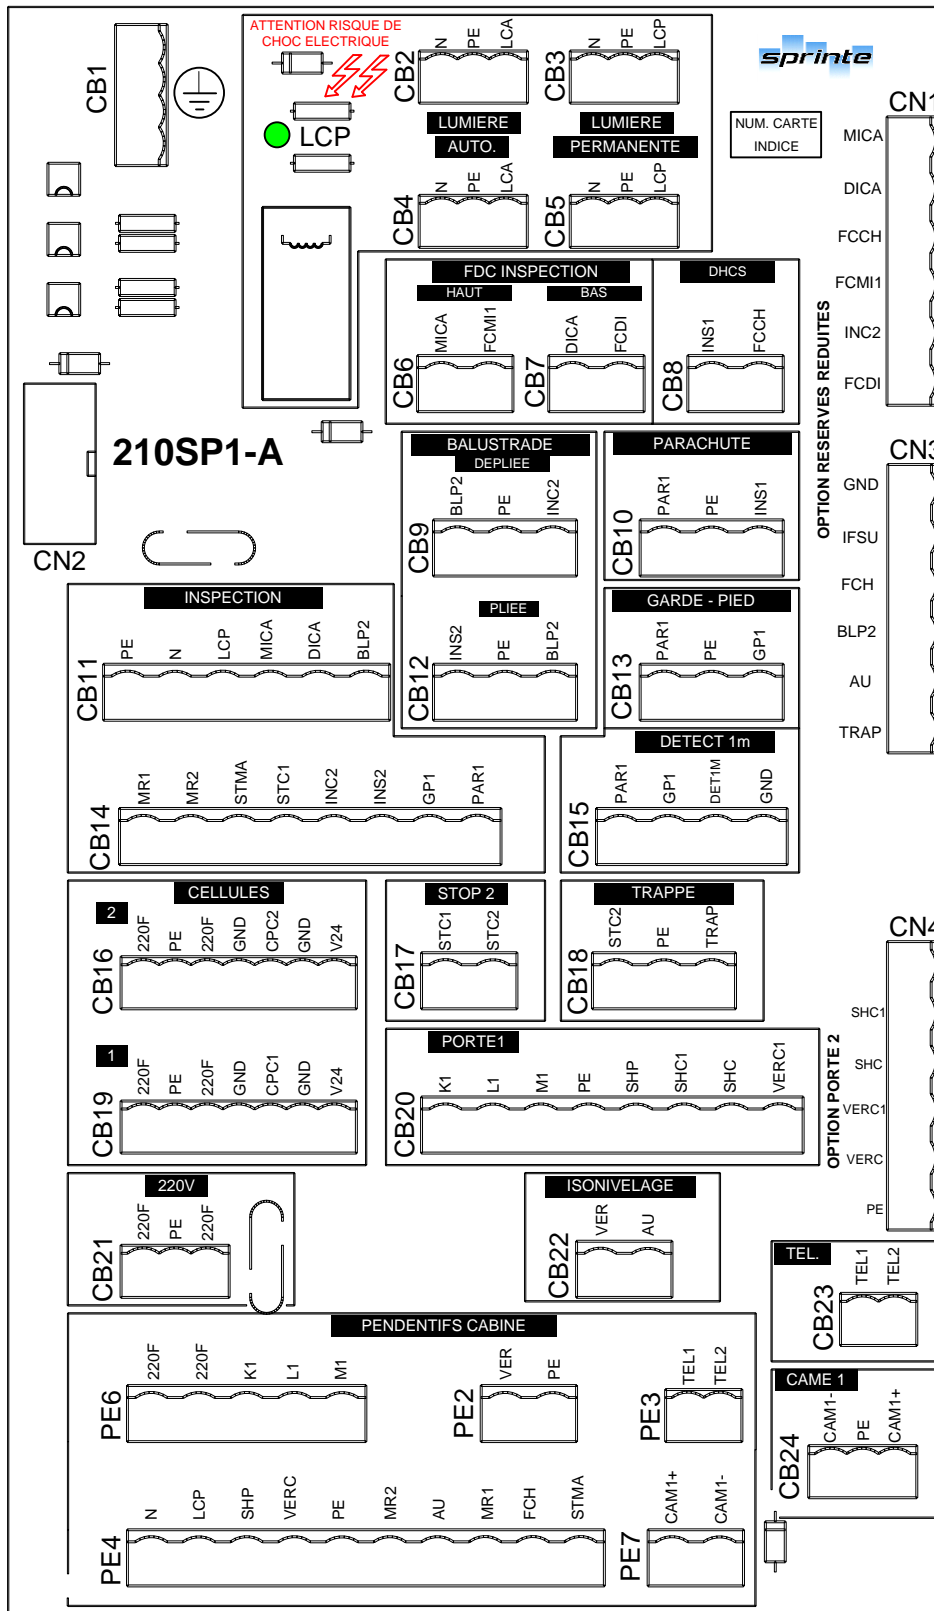 ATTENTION RISQUE DE
CHOC ELECTRIQUE
CB1
LCP
CB2
N PE LCA
CB3
N PE LCP
LUMIERE
AUTO.
LUMIERE
PERMANENTE
CB4
N PE LCA
CB5
N PE LCP
sprinte
NUM. CARTE
INDICE
CN1
MICA
DICA
FCCH
FCMI1
INC2
FCDI
OPTION RESERVES REDUITES
FDC INSPECTION
HAUT
BAS
DHCS
CB6
MICA FCMI1
CB7
DICA FCDI
CB8
INS1 FCCH
210SP1-A
CN2
BALUSTRADE
DEPLIEE
CB9
BLP2 PE INC2
PARACHUTE
CB10
PAR1 PE INS1
CN3
GND
IFSU
FCH
BLP2
AU
TRAP
INSPECTION
CB11
PE N LCP MICA DICA BLP2
PLIEE
CB12
INS2 PE BLP2
GARDE - PIED
CB13
PAR1 PE GP1
CB14
MR1 MR2 STMA STC1 INC2 INS2 GP1 PAR1
DETECT 1m
CB15
PAR1 GP1 DET1M GND
CELLULES
2
CB16
220F PE 220F GND CPC2 GND V24
STOP 2
CB17
STC1 STC2
TRAPPE
CB18
STC2 PE TRAP
CN4
SHC1
SHC
VERC1
VERC
PE
OPTION PORTE 2
1
CB19
220F PE 220F GND CPC1 GND V24
PORTE1
CB20
K1 L1 M1 PE SHP SHC1 SHC VERC1
220V
CB21
220F PE 220F
ISONIVELAGE
CB22
VER AU
TEL.
CB23
TEL1 TEL2
PENDENTIFS CABINE
PE6
220F 220F K1 L1 M1
PE2
VER PE
PE3
TEL1 TEL2
CAME 1
CB24
CAM1- PE CAM1+
PE4
N LCP SHP VERC PE MR2 AU MR1 FCH STMA
PE7
CAM1+ CAM1-